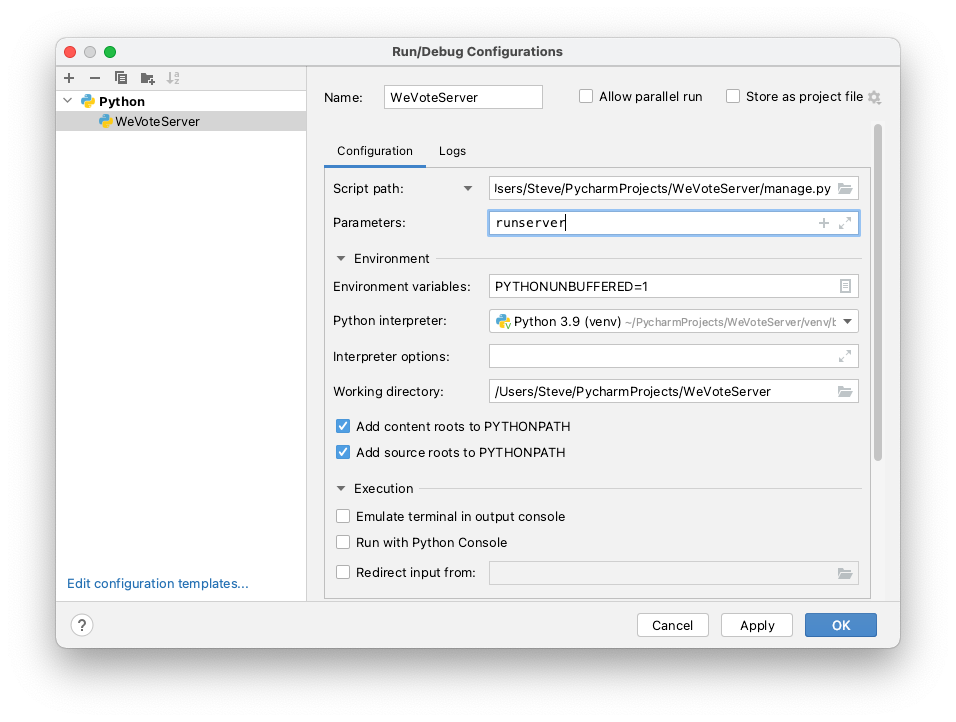 Run/Debug Configurations
Python
WeVoteServer
Edit configuration templates...
Name: WeVoteServer Allow parallel run Store as project file
Configuration Logs
Script path: Isers/Steve/PycharmProjects/WeVoteServer/manage.py
Parameters: runserver
Environment
Environment variables: PYTHONUNBUFFERED=1
Python interpreter: Python 3.9 (venv) ~/PycharmProjects/WeVoteServer/venv/b
Interpreter options:
Working directory: /Users/Steve/PycharmProjects/WeVoteServer
Add content roots to PYTHONPATH
Add source roots to PYTHONPATH
Execution
Emulate terminal in output console
Run with Python Console
Redirect input from:
? Cancel Apply OK